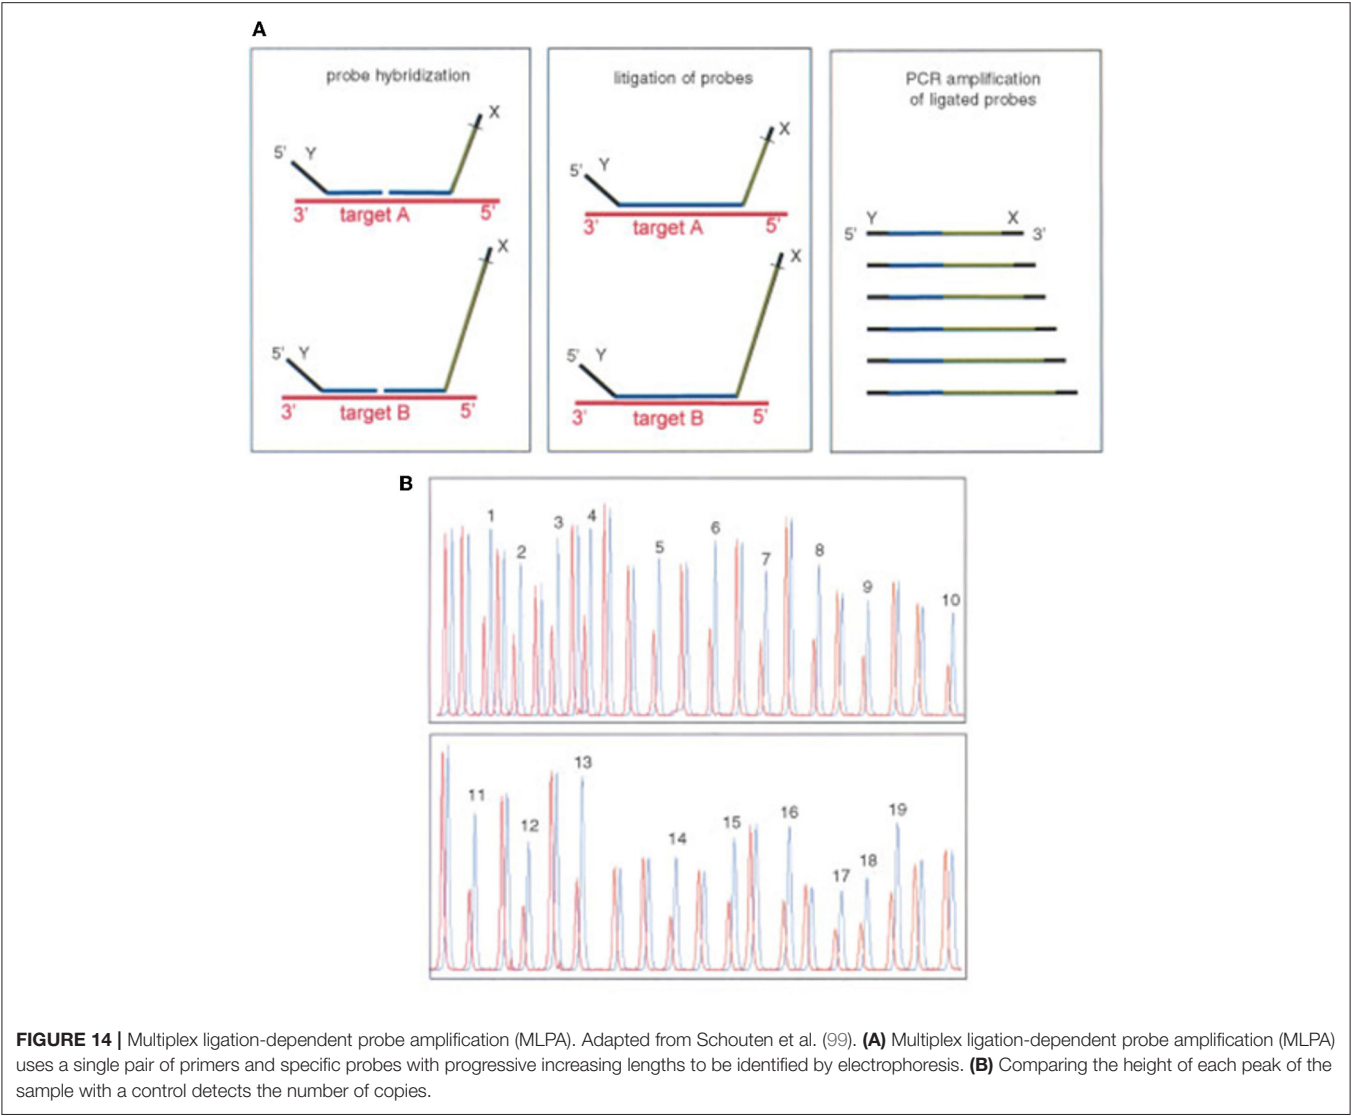 A
probe hybridization
X
5' Y
3' target A 5'
X
5' Y
3' target B 5'
litigation of probes
X
5' Y
3' target A 5'
X
5' Y
3' target B 5'
PCR amplification
of ligated probes
Y X
5' 3'
B
1 2 3 4 5 6 7 8 9 10
11 12 13 14 15 16 17 18 19
FIGURE 14 | Multiplex ligation-dependent probe amplification (MLPA). Adapted from Schouten et al. (99). (A) Multiplex ligation-dependent probe amplification (MLPA)
uses a single pair of primers and specific probes with progressive increasing lengths to be identified by electrophoresis. (B) Comparing the height of each peak of the
sample with a control detects the number of copies.